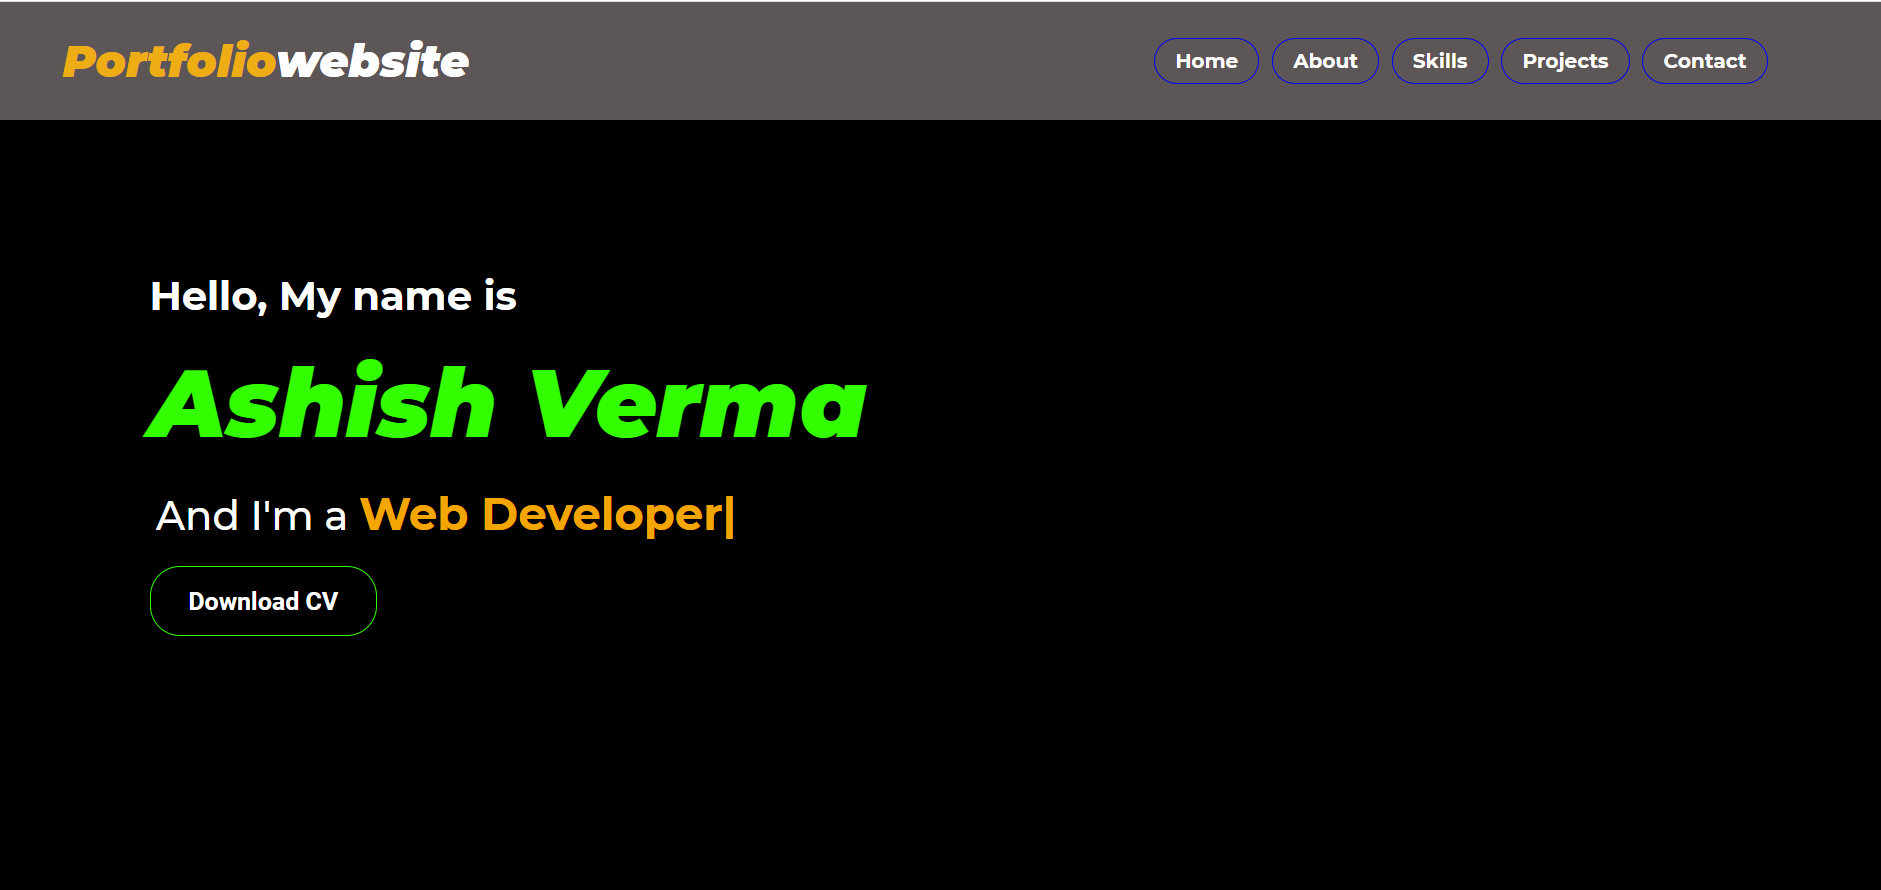 Portfoliowebsite
Home About Skills Projects Contact
Hello, My name is
Ashish Verma
And I'm a Web Developer|
Download CV